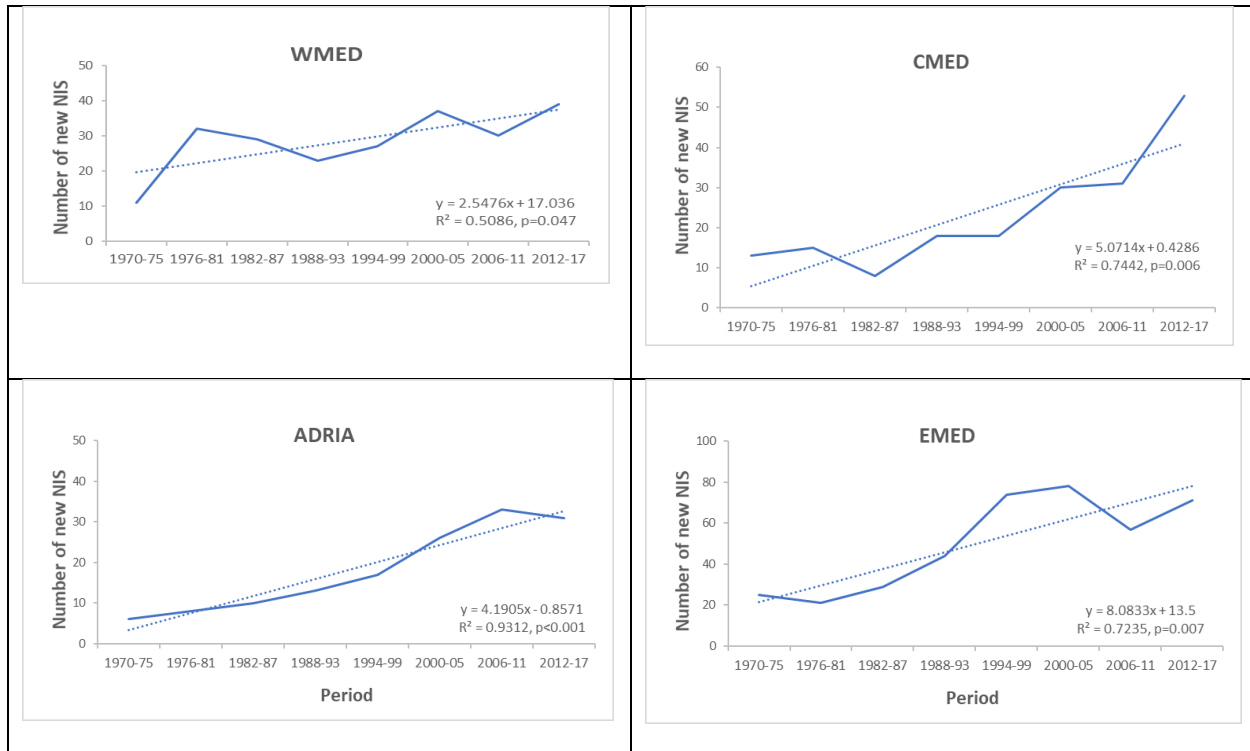 WMED
Number of new NIS
50
40
30
20
10
0
1970-75 1976-81 1982-87 1988-93 1994-99 2000-05 2006-11 2012-17
y = 2.5476x + 17.036
R² = 0.5086, p=0.047
CMED
Number of new NIS
60
50
40
30
20
10
0
1970-75 1976-81 1982-87 1988-93 1994-99 2000-05 2006-11 2012-17
y = 5.0714x + 0.4286
R² = 0.7442, p=0.006
ADRIA
Number of new NIS
50
40
30
20
10
0
1970-75 1976-81 1982-87 1988-93 1994-99 2000-05 2006-11 2012-17
y = 4.1905x - 0.8571
R² = 0.9312, p<0.001
Period
EMED
Number of new NIS
100
80
60
40
20
0
1970-75 1976-81 1982-87 1988-93 1994-99 2000-05 2006-11 2012-17
y = 8.0833x + 13.5
R² = 0.7235, p=0.007
Period